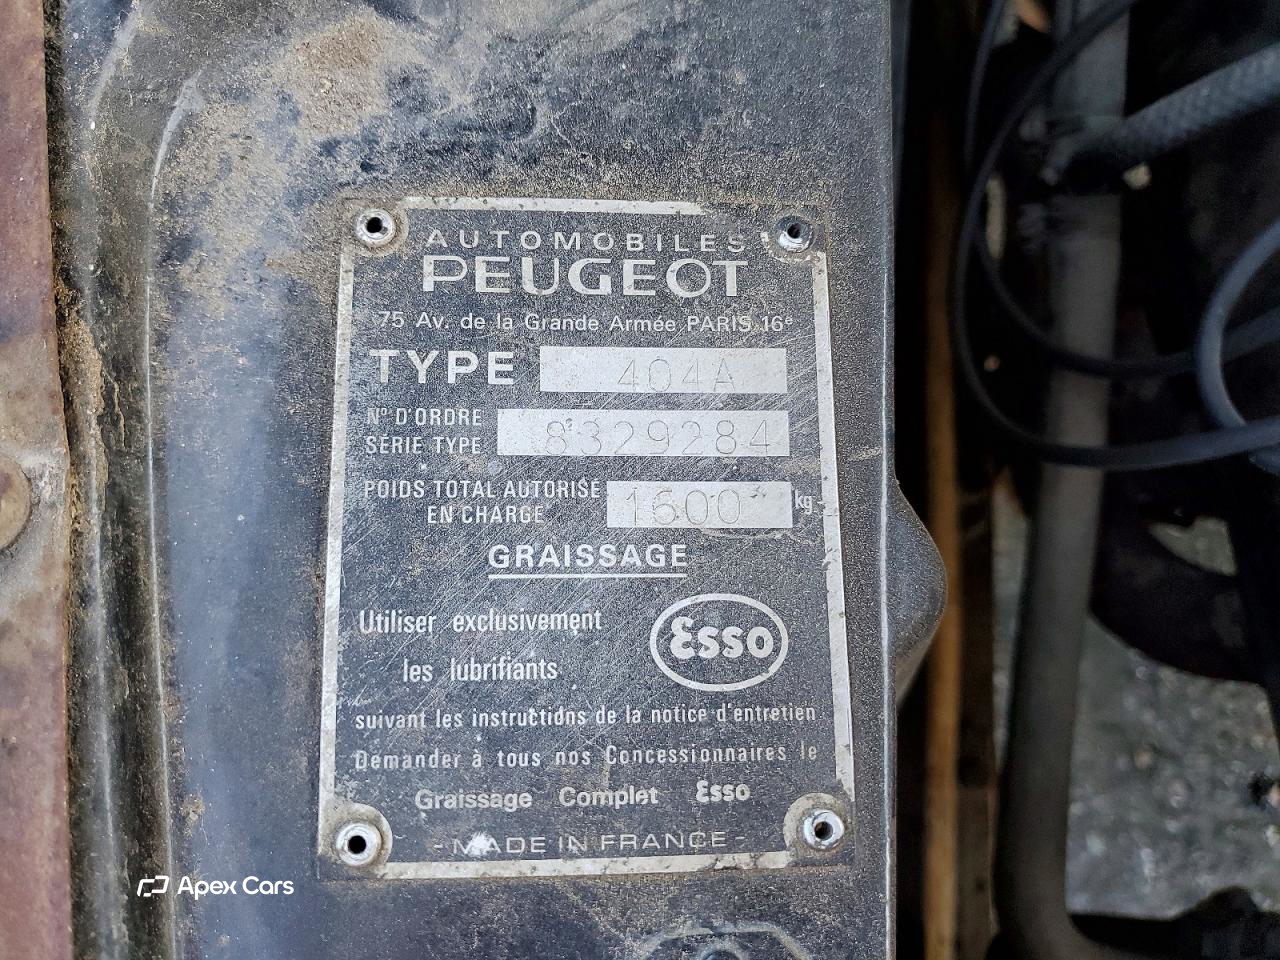 AUTOMOBILES
PEUGEOT
75 Av. de la Grande Armée PARIS 16e
TYPE 404A
N° D'ORDRE
SÉRIE TYPE 8329284
POIDS TOTAL AUTORISÉ
EN CHARGE 1600 kg
GRAISSAGE
Utiliser exclusivement
les lubrifiants
Esso
suivant les instructions de la notice d'entretien
Demander à tous nos Concessionnaires le
Graissage Complet Esso
- MADE IN FRANCE -
Apex Cars